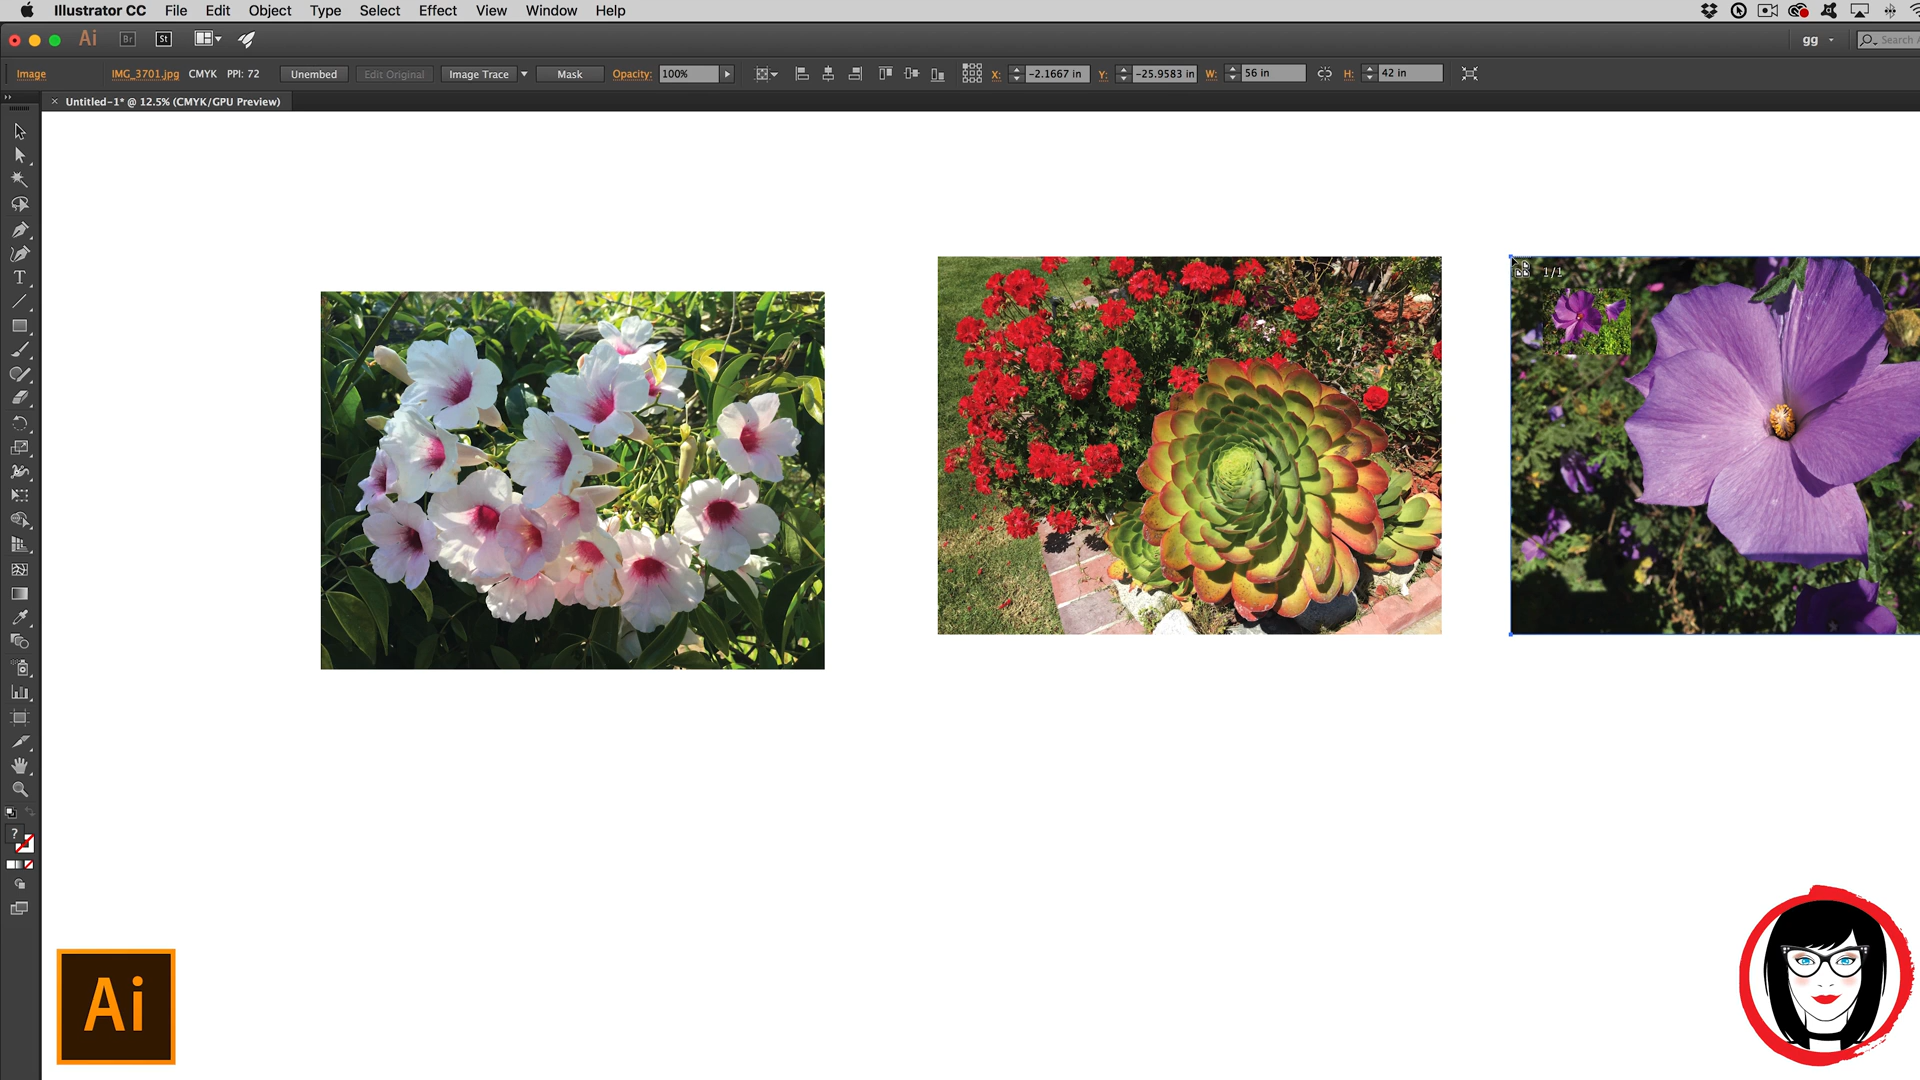 Illustrator CC File Edit Object Type Select Effect View Window Help
Ai Br St gg Search A
Image IMG_3701.jpg CMYK PPI: 72 Unembed Edit Original Image Trace Mask Opacity: 100% X: -2.1667 in Y: -25.9583 in W: 56 in H: 42 in
× Untitled-1* @ 12.5% (CMYK/GPU Preview)
1/1
T
?
Ai